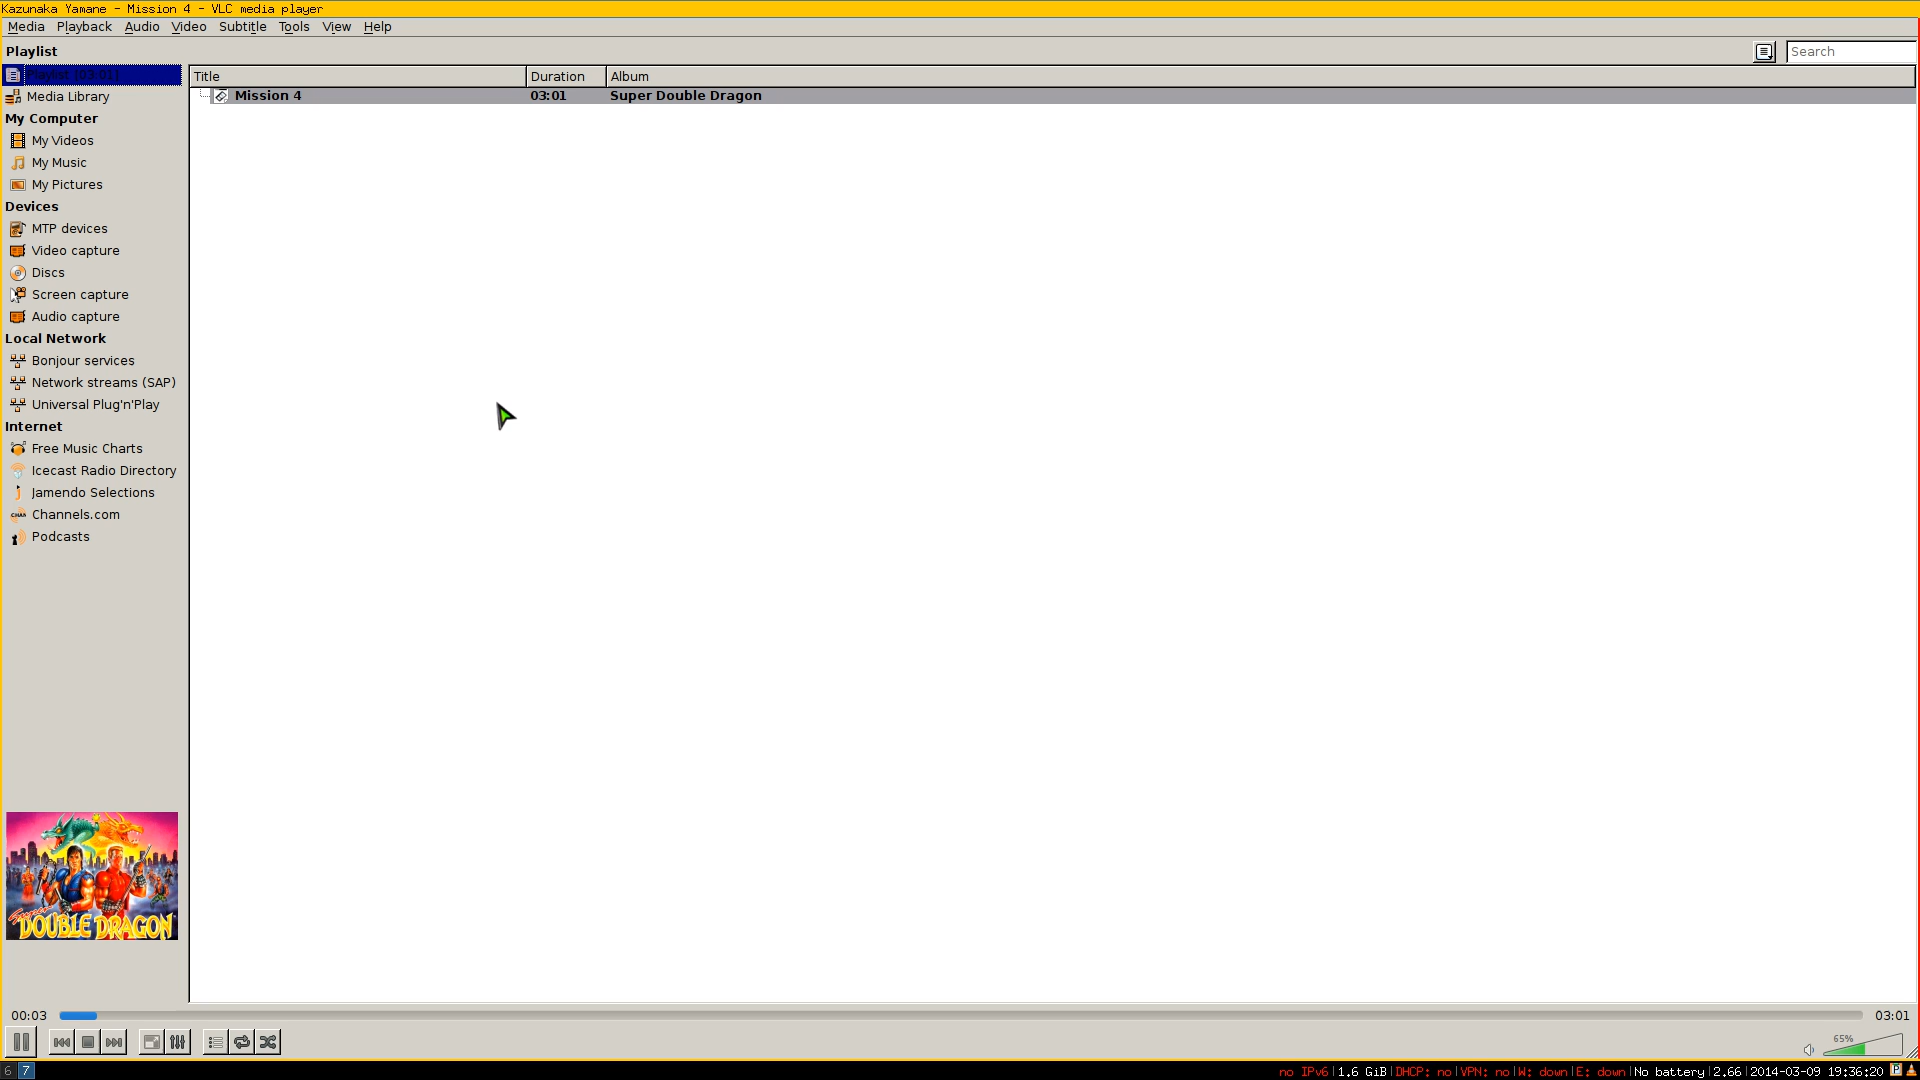 Kazunaka Yamane - Mission 4 - VLC media player
Media Playback Audio Video Subtitle Tools View Help
Playlist
Search
Playlist [03:01]
Title Duration Album
Mission 4 03:01 Super Double Dragon
Media Library
My Computer
My Videos
My Music
My Pictures
Devices
MTP devices
Video capture
Discs
Screen capture
Audio capture
Local Network
Bonjour services
Network streams (SAP)
Universal Plug'n'Play
Internet
Free Music Charts
Icecast Radio Directory
Jamendo Selections
Channels.com
Podcasts
Super
DOUBLE DRAGON
00:03 03:01
65%
6 7 no IPv6|1.6 GiB|DHCP: no|VPN: no|W: down|E: down|No battery|2.66|2014-03-09 19:36:20